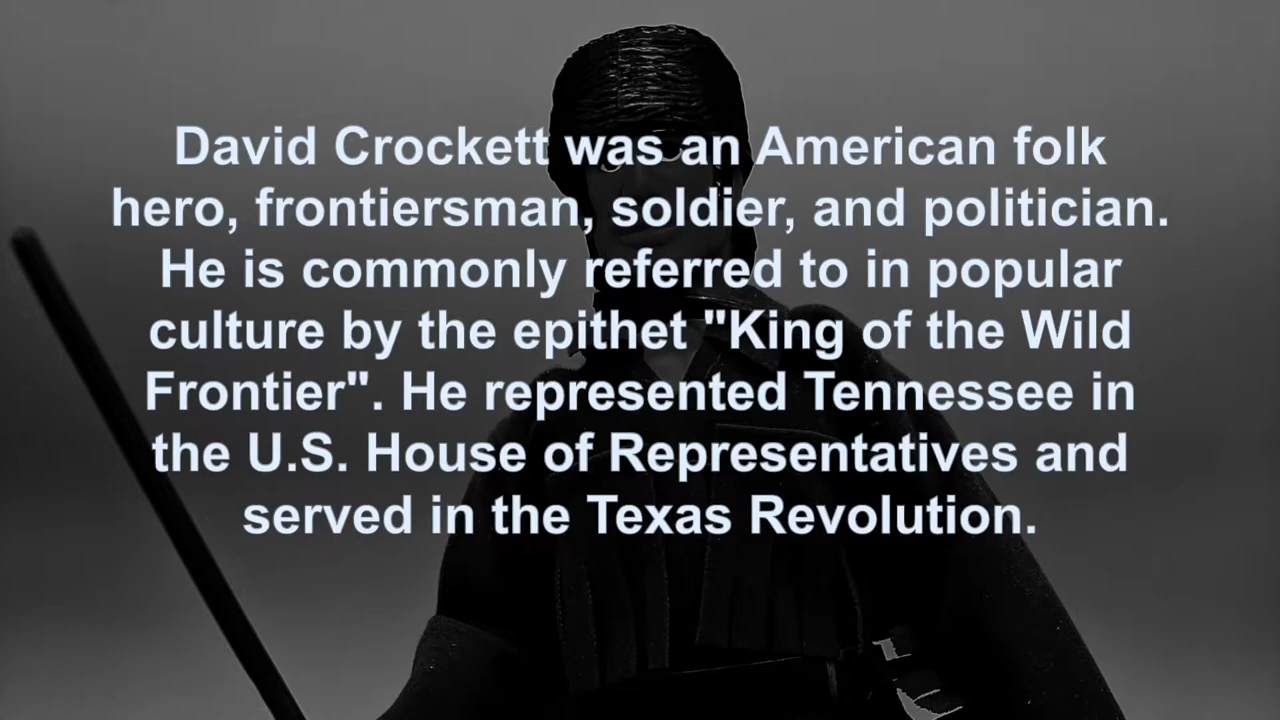 David Crockett was an American folk
hero, frontiersman, soldier, and politician.
He is commonly referred to in popular
culture by the epithet "King of the Wild
Frontier". He represented Tennessee in
the U.S. House of Representatives and
served in the Texas Revolution.